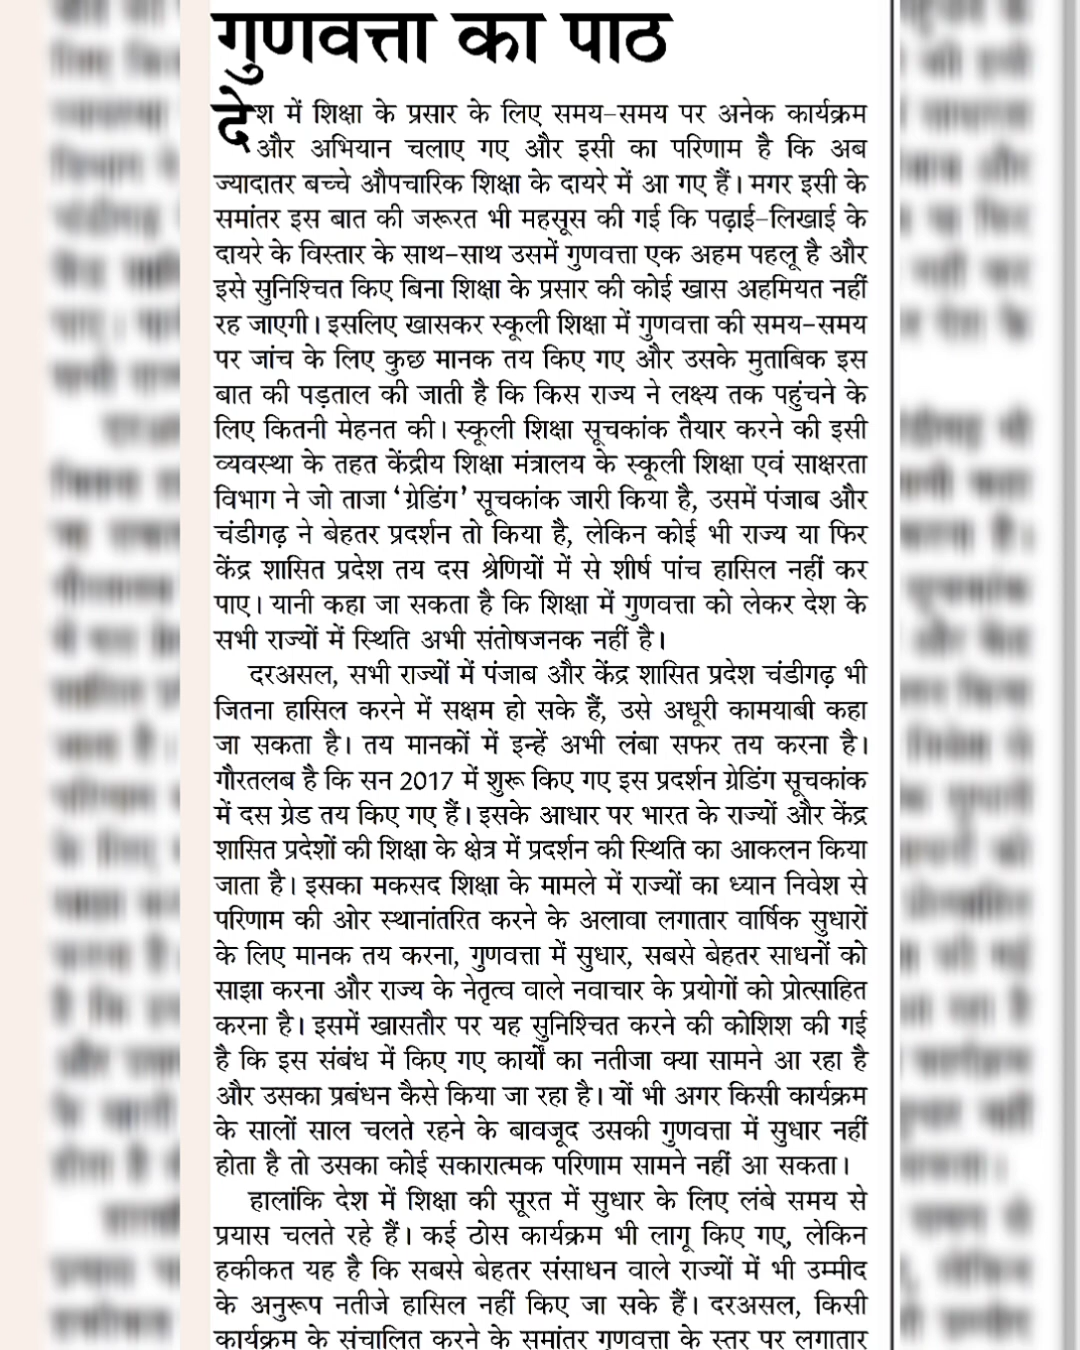 गुणवत्ता का पाठ
देश में शिक्षा के प्रसार के लिए समय-समय पर अनेक कार्यक्रम
और अभियान चलाए गए और इसी का परिणाम है कि अब
ज्यादातर बच्चे औपचारिक शिक्षा के दायरे में आ गए हैं। मगर इसी के
समांतर इस बात की जरूरत भी महसूस की गई कि पढ़ाई-लिखाई के
दायरे के विस्तार के साथ-साथ उसमें गुणवत्ता एक अहम पहलू है और
इसे सुनिश्चित किए बिना शिक्षा के प्रसार की कोई खास अहमियत नहीं
रह जाएगी। इसलिए खासकर स्कूली शिक्षा में गुणवत्ता की समय-समय
पर जांच के लिए कुछ मानक तय किए गए और उसके मुताबिक इस
बात की पड़ताल की जाती है कि किस राज्य ने लक्ष्य तक पहुंचने के
लिए कितनी मेहनत की। स्कूली शिक्षा सूचकांक तैयार करने की इसी
व्यवस्था के तहत केंद्रीय शिक्षा मंत्रालय के स्कूली शिक्षा एवं साक्षरता
विभाग ने जो ताजा ‘ग्रेडिंग’ सूचकांक जारी किया है, उसमें पंजाब और
चंडीगढ़ ने बेहतर प्रदर्शन तो किया है, लेकिन कोई भी राज्य या फिर
केंद्र शासित प्रदेश तय दस श्रेणियों में से शीर्ष पांच हासिल नहीं कर
पाए। यानी कहा जा सकता है कि शिक्षा में गुणवत्ता को लेकर देश के
सभी राज्यों में स्थिति अभी संतोषजनक नहीं है।
दरअसल, सभी राज्यों में पंजाब और केंद्र शासित प्रदेश चंडीगढ़ भी
जितना हासिल करने में सक्षम हो सके हैं, उसे अधूरी कामयाबी कहा
जा सकता है। तय मानकों में इन्हें अभी लंबा सफर तय करना है।
गौरतलब है कि सन 2017 में शुरू किए गए इस प्रदर्शन ग्रेडिंग सूचकांक
में दस ग्रेड तय किए गए हैं। इसके आधार पर भारत के राज्यों और केंद्र
शासित प्रदेशों की शिक्षा के क्षेत्र में प्रदर्शन की स्थिति का आकलन किया
जाता है। इसका मकसद शिक्षा के मामले में राज्यों का ध्यान निवेश से
परिणाम की ओर स्थानांतरित करने के अलावा लगातार वार्षिक सुधारों
के लिए मानक तय करना, गुणवत्ता में सुधार, सबसे बेहतर साधनों को
साझा करना और राज्य के नेतृत्व वाले नवाचार के प्रयोगों को प्रोत्साहित
करना है। इसमें खासतौर पर यह सुनिश्चित करने की कोशिश की गई
है कि इस संबंध में किए गए कार्यों का नतीजा क्या सामने आ रहा है
और उसका प्रबंधन कैसे किया जा रहा है। यों भी अगर किसी कार्यक्रम
के सालों साल चलते रहने के बावजूद उसकी गुणवत्ता में सुधार नहीं
होता है तो उसका कोई सकारात्मक परिणाम सामने नहीं आ सकता।
हालांकि देश में शिक्षा की सूरत में सुधार के लिए लंबे समय से
प्रयास चलते रहे हैं। कई ठोस कार्यक्रम भी लागू किए गए, लेकिन
हकीकत यह है कि सबसे बेहतर संसाधन वाले राज्यों में भी उम्मीद
के अनुरूप नतीजे हासिल नहीं किए जा सके हैं। दरअसल, किसी
कार्यक्रम के संचालित करने के समांतर गुणवत्ता के स्तर पर लगातार